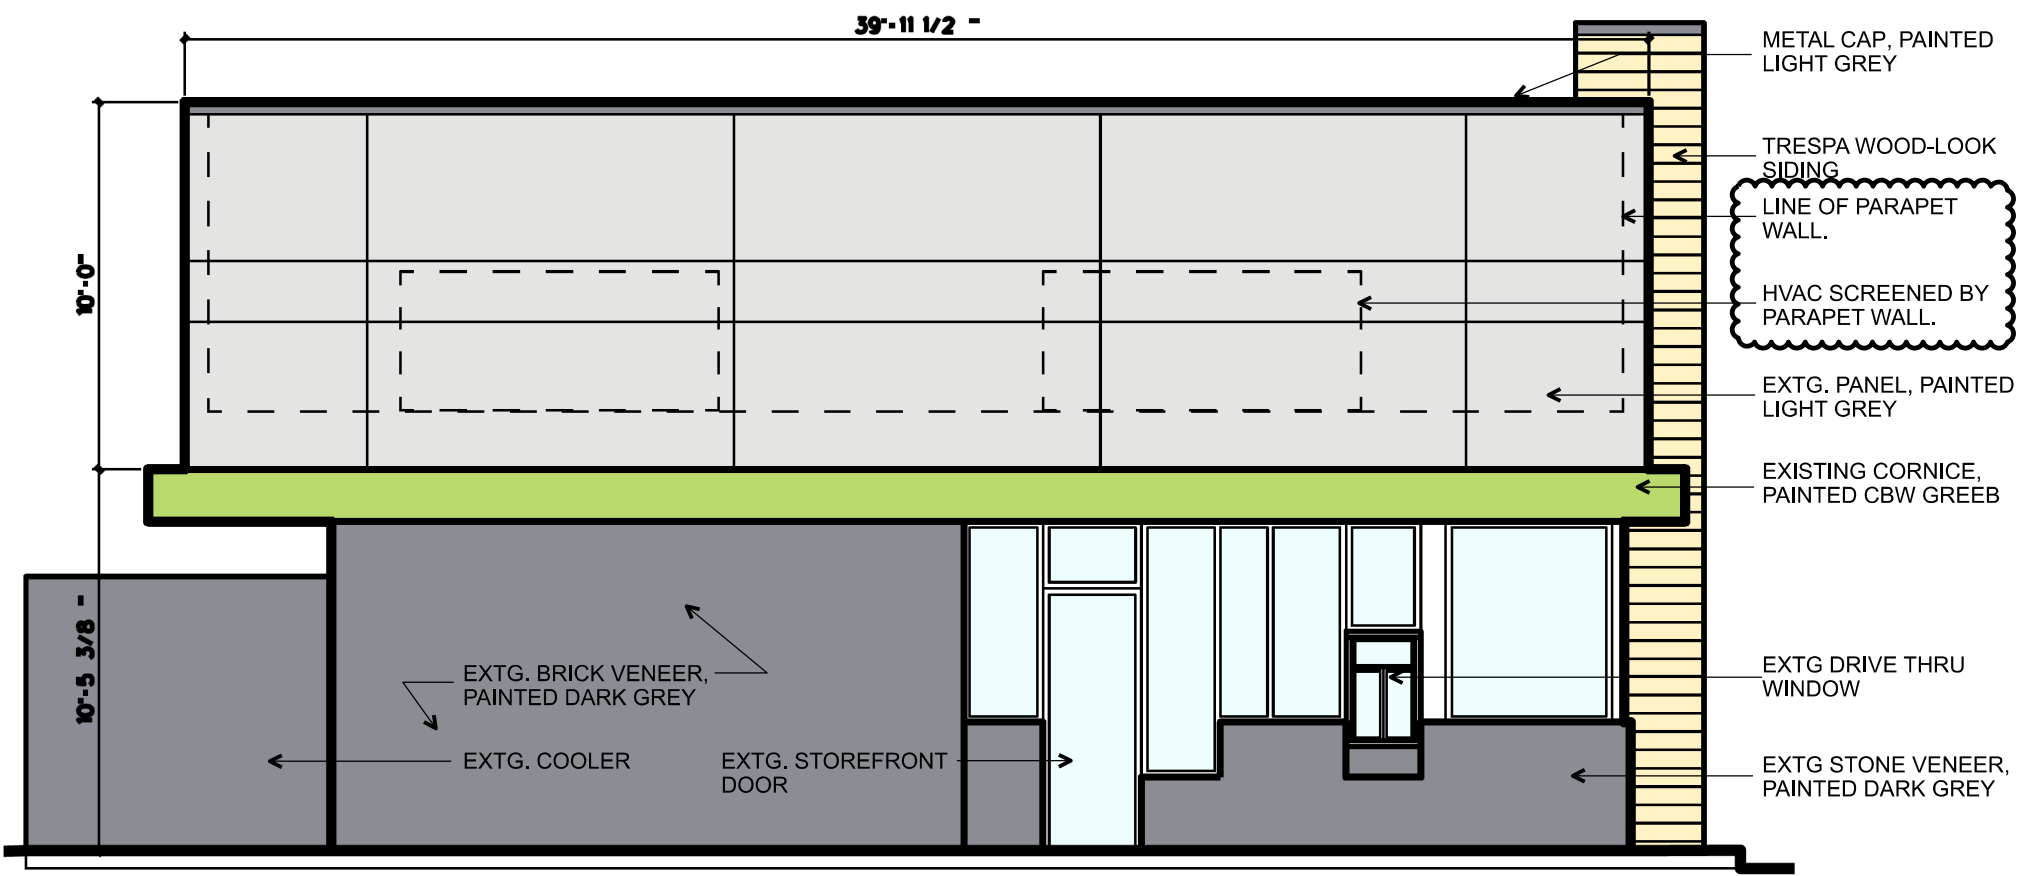 39'-11 1/2 "
METAL CAP, PAINTED
LIGHT GREY
TRESPA WOOD-LOOK
SIDING
LINE OF PARAPET
WALL.
10'-0"
HVAC SCREENED BY
PARAPET WALL.
EXTG. PANEL, PAINTED
LIGHT GREY
EXISTING CORNICE,
PAINTED CBW GREEB
10'-5 3/8 "
EXTG. BRICK VENEER,
PAINTED DARK GREY
EXTG DRIVE THRU
WINDOW
EXTG. COOLER
EXTG. STOREFRONT
DOOR
EXTG STONE VENEER,
PAINTED DARK GREY